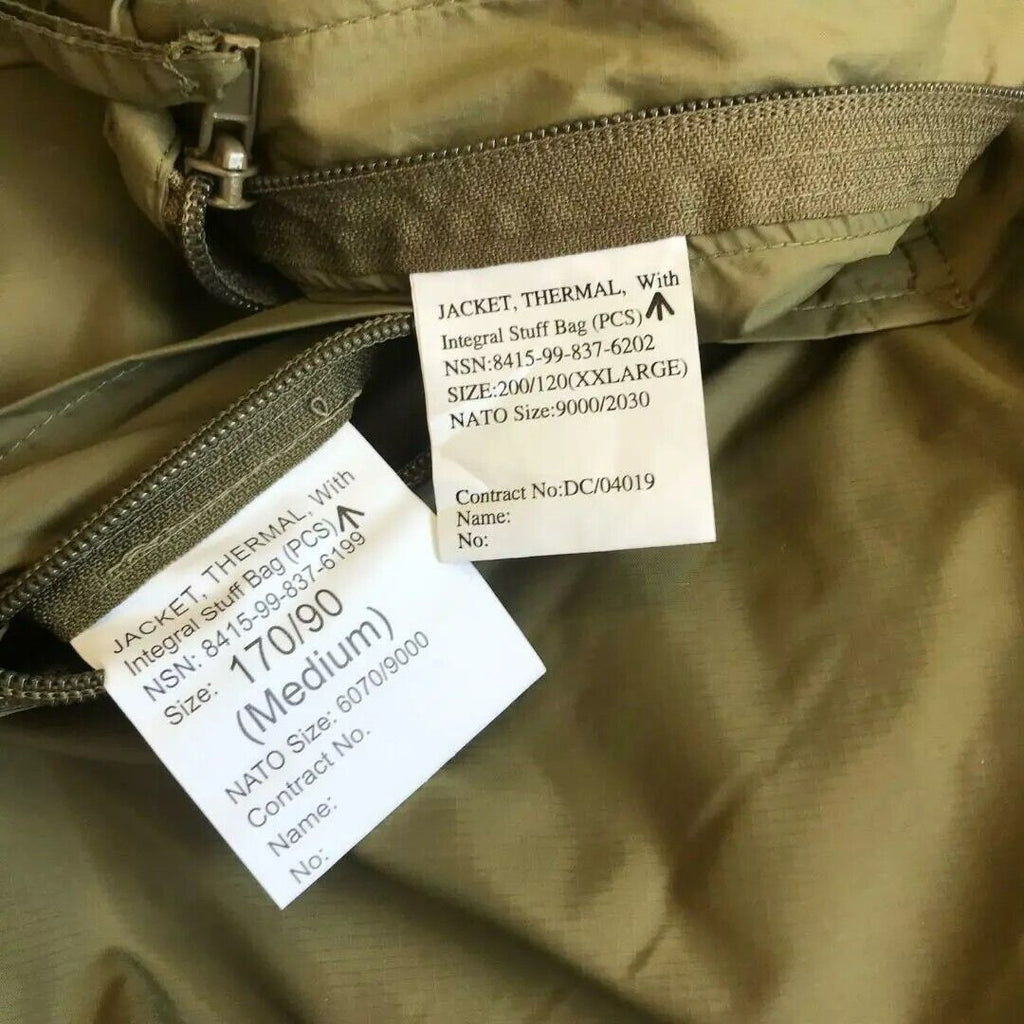 JACKET, THERMAL, With
Integral Stuff Bag (PCS)
NSN:8415-99-837-6202
SIZE:200/120(XXLARGE)
NATO Size:9000/2030
Contract No:DC/04019
Name:
No:
JACKET, THERMAL, With
Integral Stuff Bag (PCS)
NSN: 8415-99-837-6199
Size: 170/90
(Medium)
NATO Size: 6070/9000
Contract No.
Name:
No: